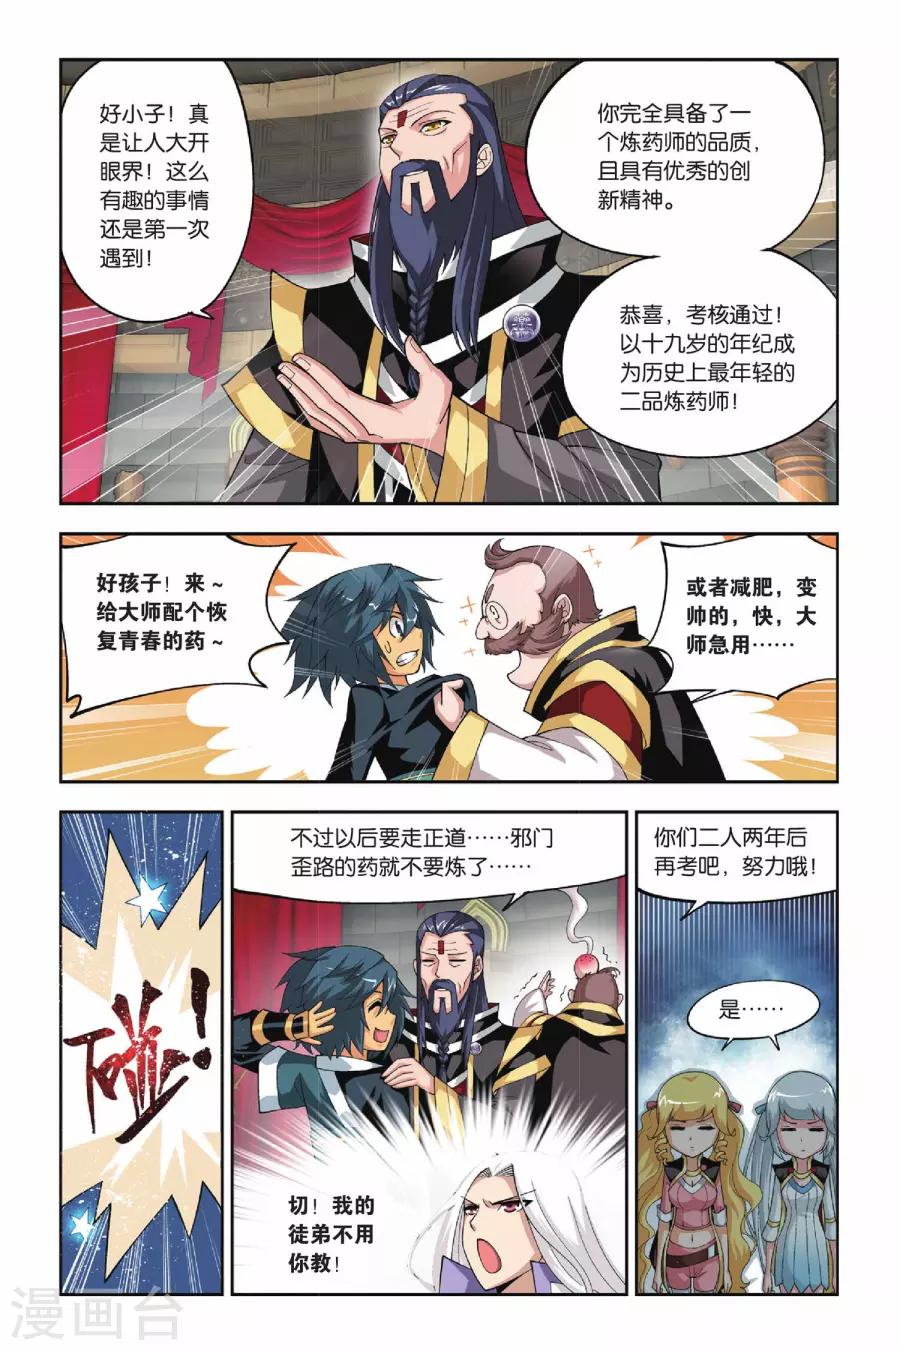 好小子！真
是让人大开
眼界！这么
有趣的事情
还是第一次
遇到！
你完全具备了一
个炼药师的品质，
且具有优秀的创
新精神。
恭喜，考核通过！
以十九岁的年纪成
为历史上最年轻的
二品炼药师！
好孩子！来～
给大师配个恢
复青春的药～
或者减肥，变
帅的，快，大
师急用……
碰！
不过以后要走正道……邪门
歪路的药就不要炼了……
切！我的
徒弟不用
你教！
你们二人两年后
再考吧，努力哦！
是……
漫画台